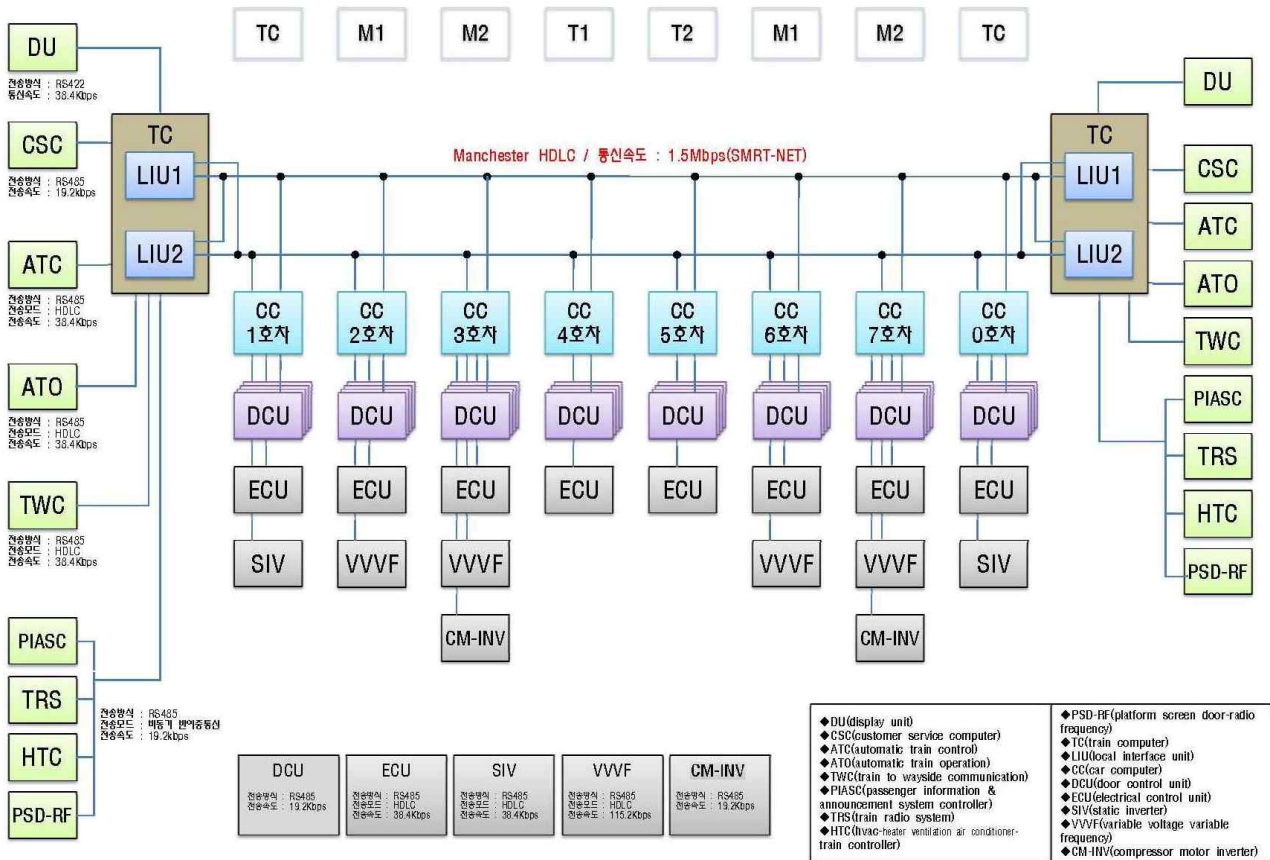 TC M1 M2 T1 T2 M1 M2 TC
DU
전송방식 : RS422
통신속도 : 38.4Kbps
CSC
전송방식 : RS485
전송속도 : 19.2kbps
ATC
전송방식 : RS485
전송모드 : HDLC
전송속도 : 38.4Kbps
ATO
전송방식 : RS485
전송모드 : HDLC
전송속도 : 38.4Kbps
TWC
전송방식 : RS485
전송모드 : HDLC
전송속도 : 38.4Kbps
PIASC
TRS
HTC
PSD-RF
전송방식 : RS485
전송모드 : 비동기 반이중통신
전송속도 : 19.2kbps
TC
LIU1
LIU2
Manchester HDLC / 통신속도 : 1.5Mbps(SMRT-NET)
CC CC CC CC CC CC CC CC
1호차 2호차 3호차 4호차 5호차 6호차 7호차 0호차
DCU DCU DCU DCU DCU DCU DCU DCU
ECU ECU ECU ECU ECU ECU ECU ECU
SIV VVVF VVVF VVVF VVVF SIV
CM-INV CM-INV
TC
LIU1
LIU2
DU
CSC
ATC
ATO
TWC
PIASC
TRS
HTC
PSD-RF
DCU
전송방식 : RS485
전송속도 : 19.2Kbps
ECU
전송방식 : RS485
전송모드 : HDLC
전송속도 : 38.4Kbps
SIV
전송방식 : RS485
전송모드 : HDLC
전송속도 : 38.4Kbps
VVVF
전송방식 : RS485
전송모드 : HDLC
전송속도 : 115.2Kbps
CM-INV
전송방식 : RS485
전송속도 : 19.2Kbps
◆DU(display unit)
◆CSC(customer service computer)
◆ATC(automatic train control)
◆ATO(automatic train operation)
◆TWC(train to wayside communication)
◆PIASC(passenger information &
announcement system controller)
◆TRS(train radio system)
◆HTC(hvac-heater ventilation air conditioner-
train controller)
◆PSD-RF(platform screen door-radio
frequency)
◆TC(train computer)
◆LIU(local interface unit)
◆CC(car computer)
◆DCU(door control unit)
◆ECU(electrical control unit)
◆SIV(static inverter)
◆VVVF(variable voltage variable
frequency)
◆CM-INV(compressor motor inverter)